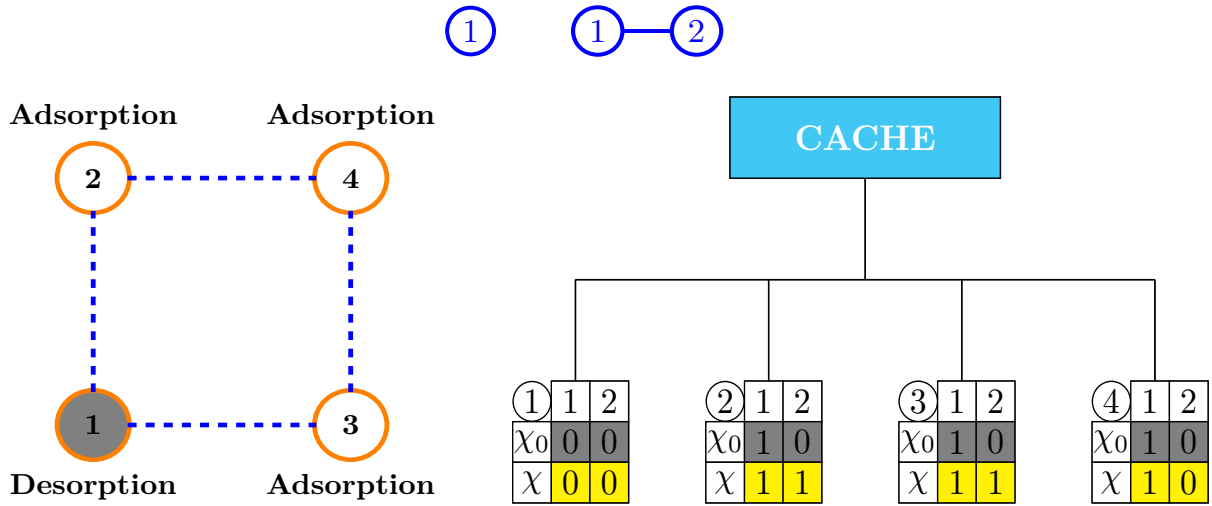 1 1 2
Adsorption Adsorption
2 4
1 3
Desorption Adsorption
CACHE
1 1 2
χ0 0 0
χ 0 0
2 1 2
χ0 1 0
χ 1 1
3 1 2
χ0 1 0
χ 1 1
4 1 2
χ0 1 0
χ 1 0